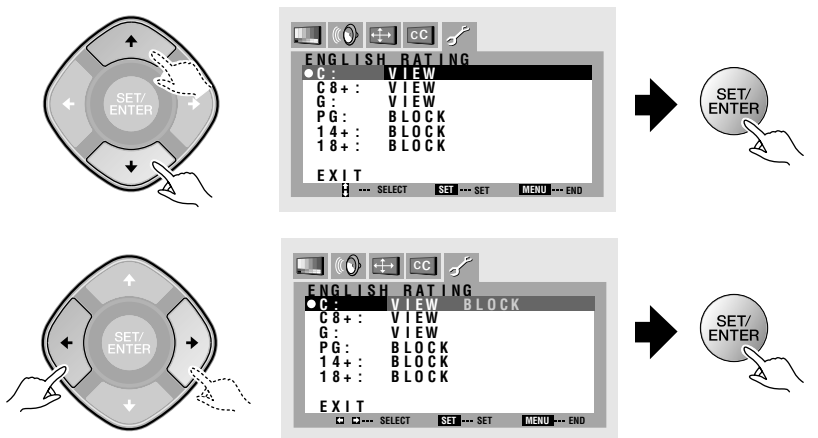 SET/
ENTER
CC
ENGLISH RATING
C: VIEW
C8+: VIEW
G: VIEW
PG: BLOCK
14+: BLOCK
18+: BLOCK
EXIT
--- SELECT SET --- SET MENU --- END
SET/
ENTER
SET/
ENTER
CC
ENGLISH RATING
C: VIEW BLOCK
C8+: VIEW
G: VIEW
PG: BLOCK
14+: BLOCK
18+: BLOCK
EXIT
--- SELECT SET --- SET MENU --- END
SET/
ENTER